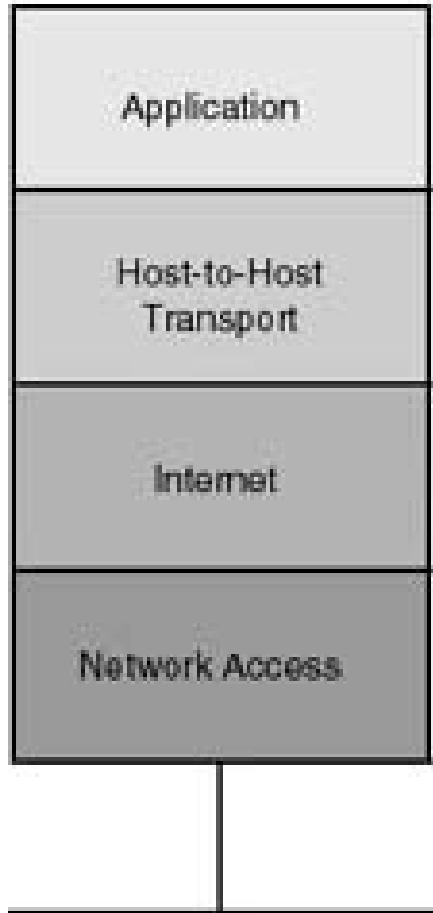 Application
Host-to-Host
Transport
Internet
Network Access